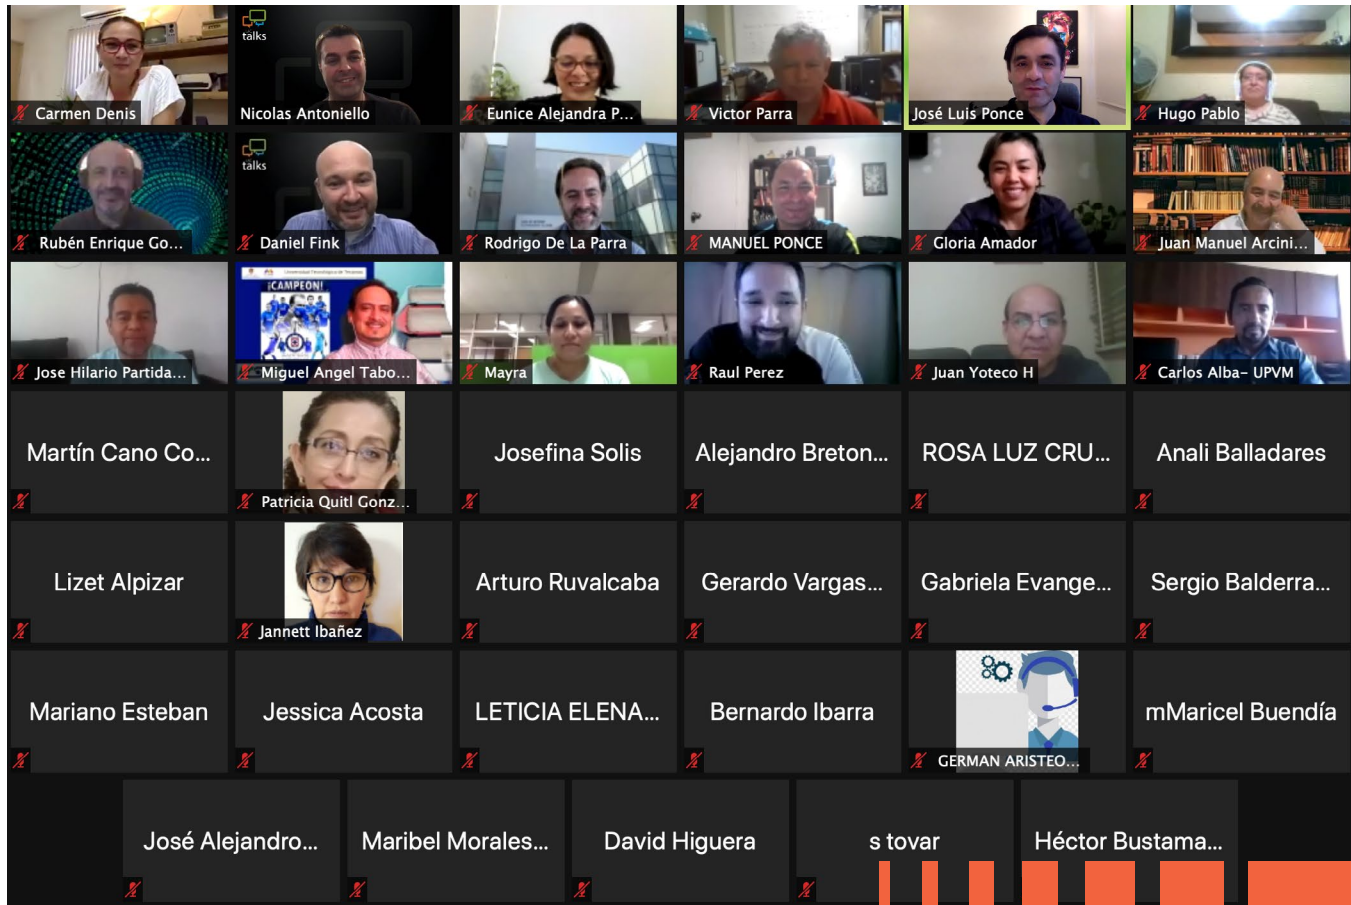 Carmen Denis
talks
Nicolas Antoniello
Eunice Alejandra P...
Victor Parra
José Luis Ponce
Hugo Pablo
Rubén Enrique Go...
talks
Daniel Fink
Rodrigo De La Parra
MANUEL PONCE
Gloria Amador
Juan Manuel Arcini...
Jose Hilario Partida...
¡CAMPEON!
Miguel Angel Tabo...
Mayra
Raul Perez
Juan Yoteco H
Carlos Alba- UPVM
Martín Cano Co...
Patricia Quitl Gonz...
Josefina Solis
Alejandro Breton...
ROSA LUZ CRU...
Anali Balladares
Lizet Alpizar
Jannett Ibañez
Arturo Ruvalcaba
Gerardo Vargas...
Gabriela Evange...
Sergio Balderra...
Mariano Esteban
Jessica Acosta
LETICIA ELENA...
Bernardo Ibarra
GERMAN ARISTEO...
mMaricel Buendía
José Alejandro...
Maribel Morales...
David Higuera
s tovar
Héctor Bustama...